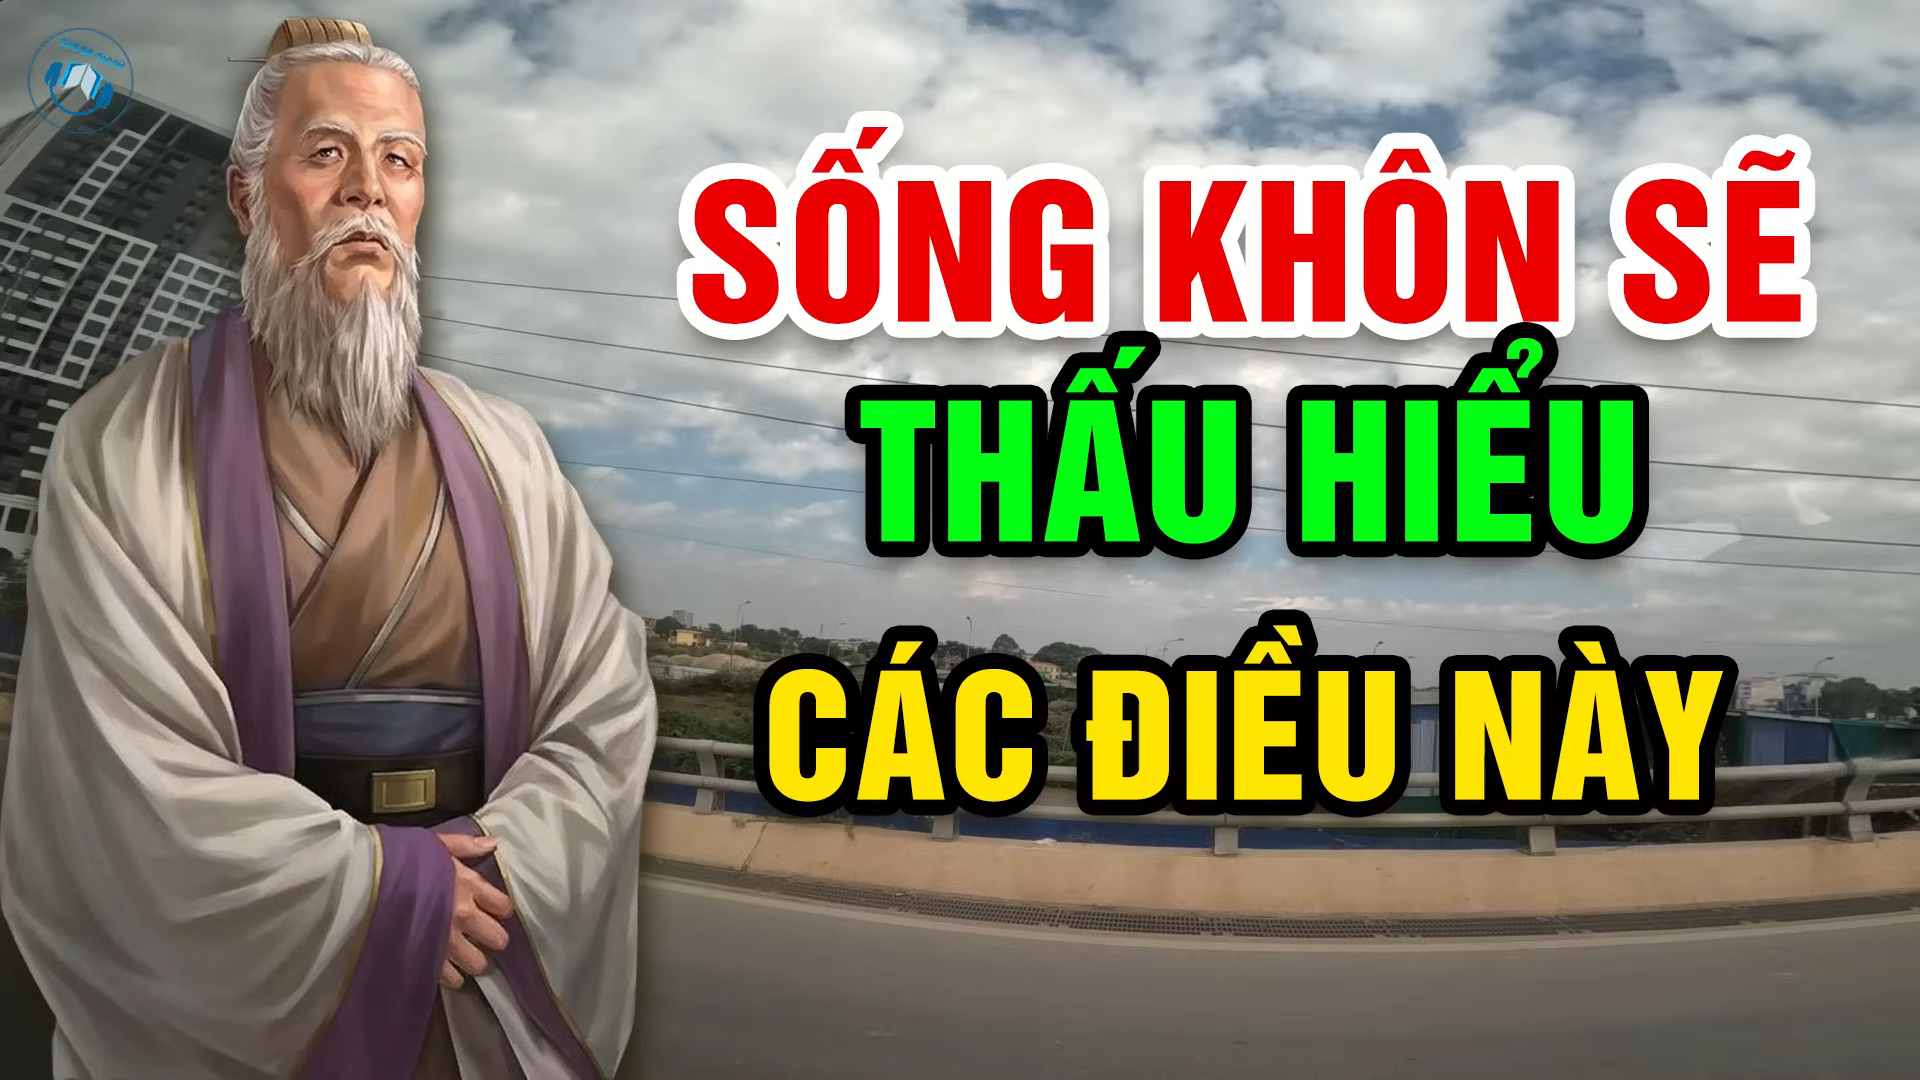 SỐNG KHÔN SẼ
THẤU HIỂU
CÁC ĐIỀU NÀY